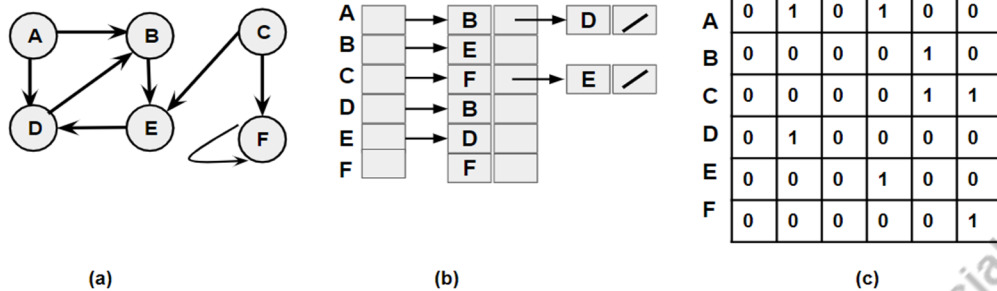 A B C
D E F
(a)
A B D
B E
C F E
D B
E D
F F
(b)
A 0 1 0 1 0 0
B 0 0 0 0 1 0
C 0 0 0 0 1 1
D 0 1 0 0 0 0
E 0 0 0 1 0 0
F 0 0 0 0 0 1
(c)